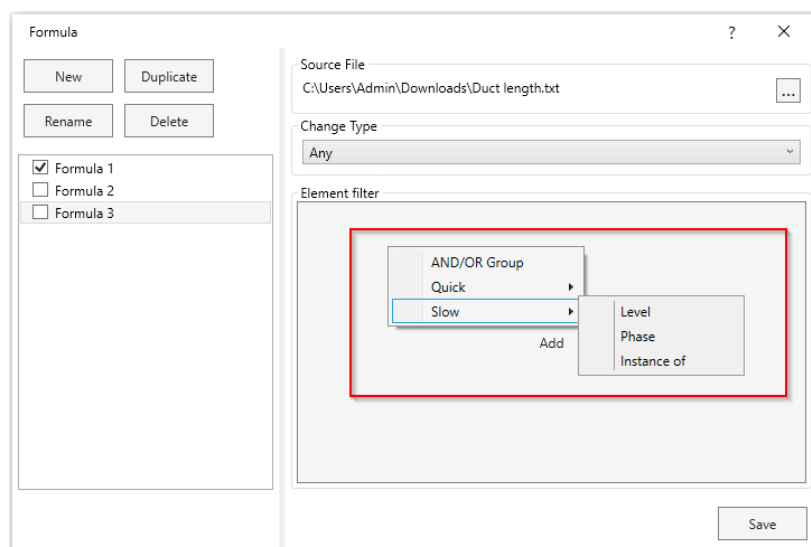 Formula
?
New
Duplicate
Rename
Delete
Formula 1
Formula 2
Formula 3
Source File
C:\Users\Admin\Downloads\Duct length.txt
...
Change Type
Any
Element filter
AND/OR Group
Quick
Slow
Add
Level
Phase
Instance of
Save